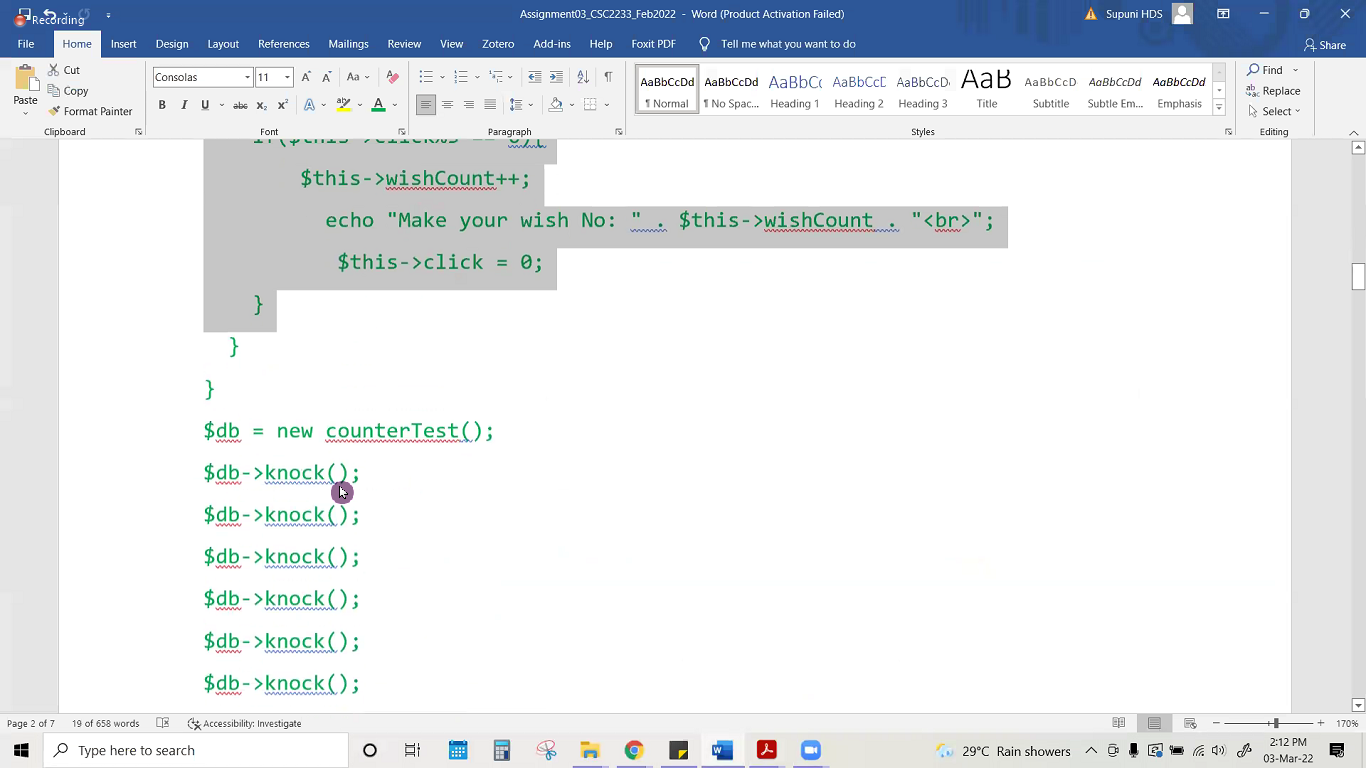 Recording
Assignment03_CSC2233_Feb2022 - Word (Product Activation Failed)
Supuni HDS
File Home Insert Design Layout References Mailings Review View Zotero Add-ins Help Foxit PDF Tell me what you want to do Share
Paste
Cut
Copy
Format Painter
Clipboard
Consolas 11
Font
Paragraph
AaBbCcDd ¶ Normal
AaBbCcDd ¶ No Spac...
AaBbCc Heading 1
AaBbCcD Heading 2
AaBbCcD Heading 3
AaB Title
AaBbCcD Subtitle
AaBbCcDd Subtle Em...
AaBbCcDd Emphasis
Styles
Find
Replace
Select
Editing
$this->wishCount++;
echo "Make your wish No: " . $this->wishCount . "<br>";
$this->click = 0;
}
}
}
$db = new counterTest();
$db->knock();
$db->knock();
$db->knock();
$db->knock();
$db->knock();
$db->knock();
Page 2 of 7 19 of 658 words Accessibility: Investigate 170%
Type here to search
29°C Rain showers
2:12 PM
03-Mar-22